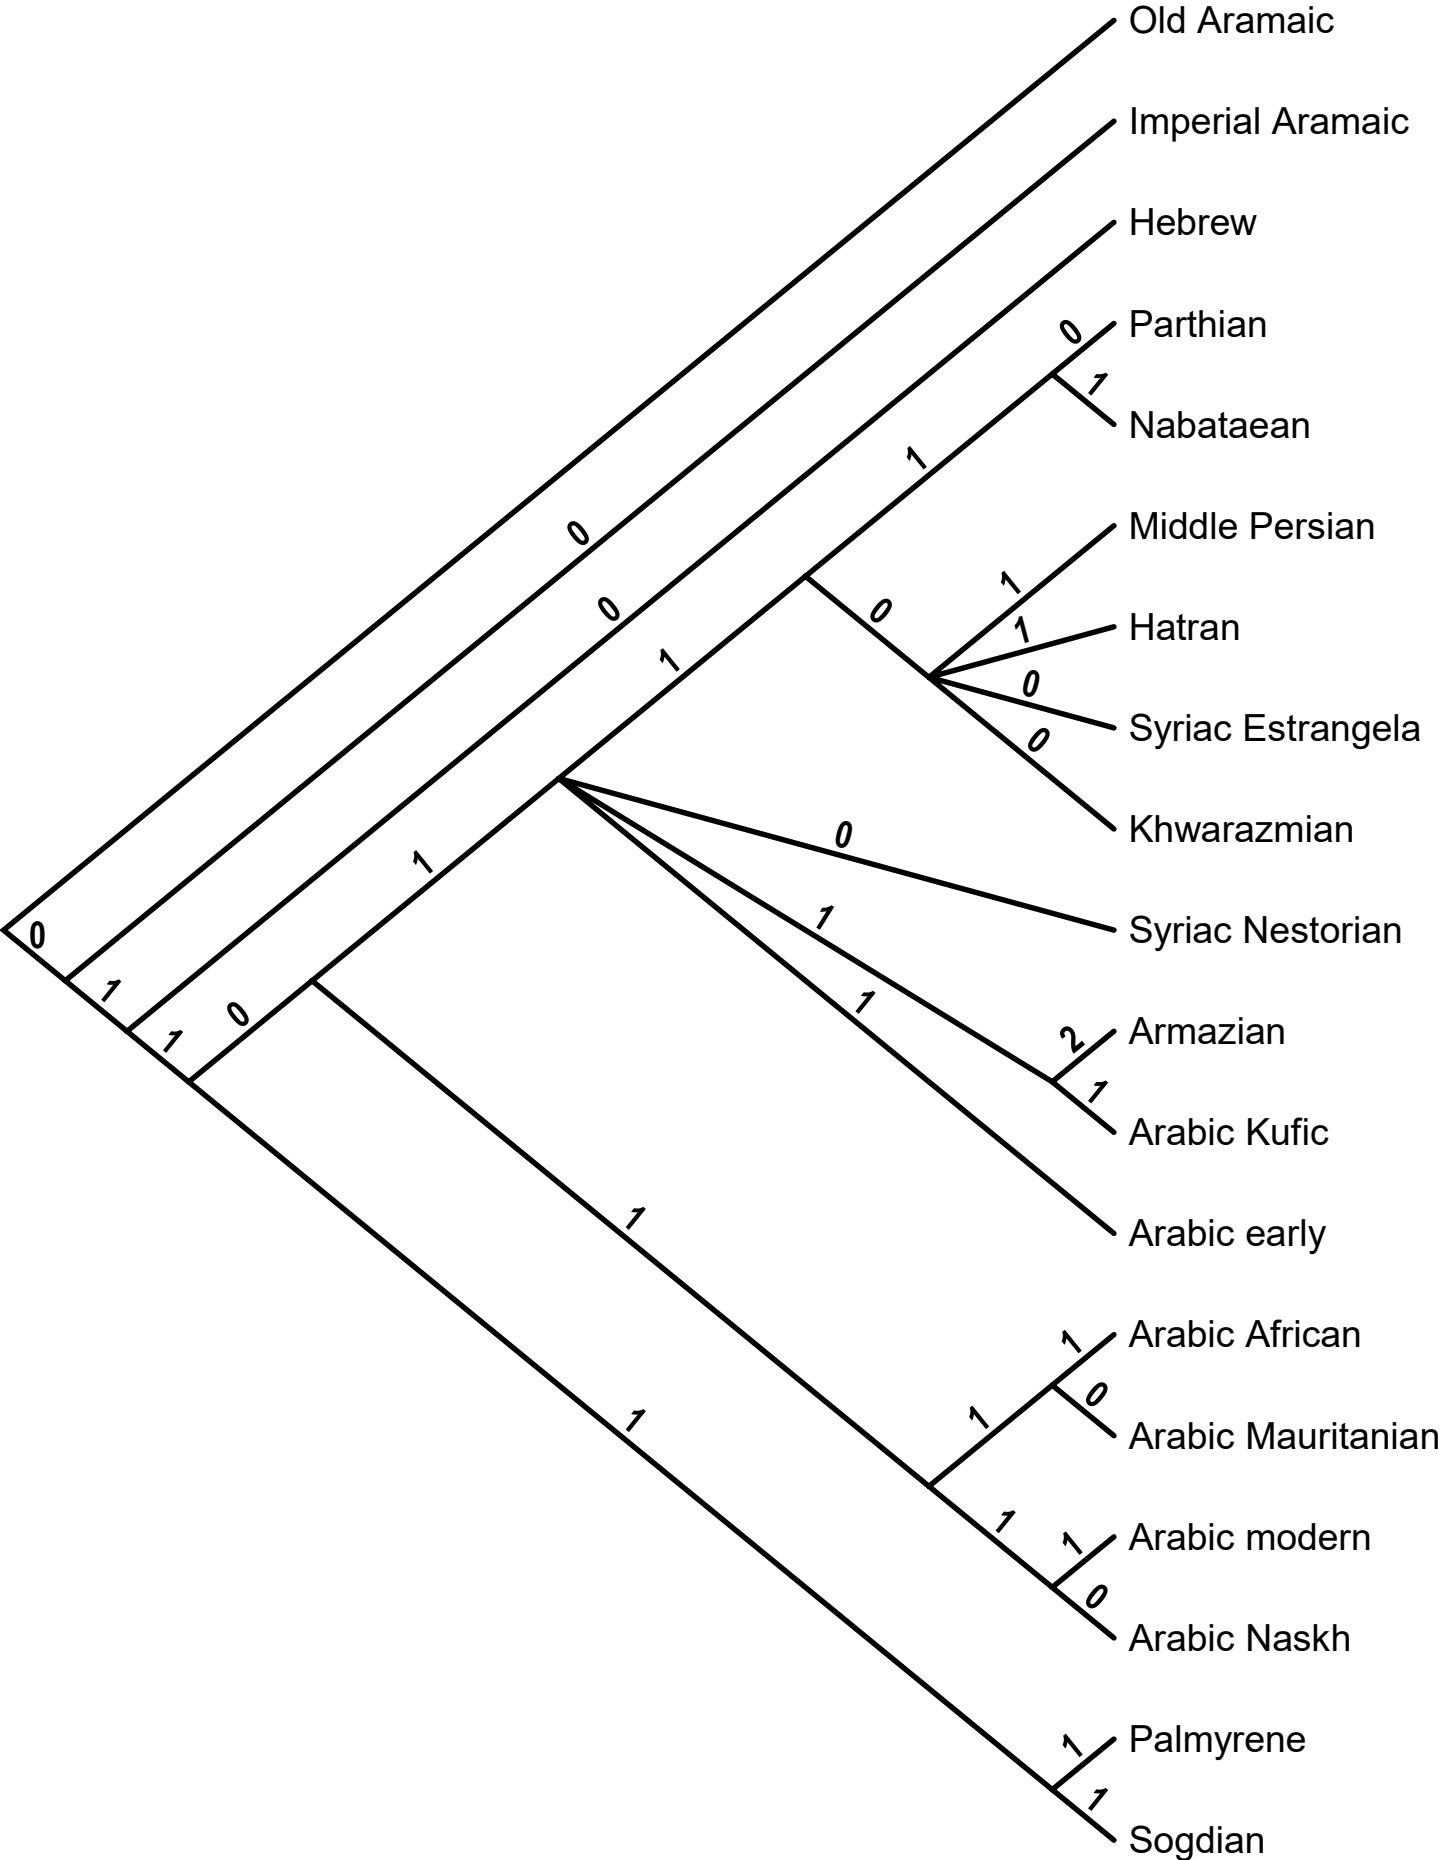 Old Aramaic
Imperial Aramaic
Hebrew
0
Parthian
1
Nabataean
1
Middle Persian
0
1
0
1
Hatran
0
1
0
Syriac Estrangela
0
Khwarazmian
0
1
Syriac Nestorian
0
1
1
1
0
2
Armazian
1
1
Arabic Kufic
1
Arabic early
1
Arabic African
0
1
1
Arabic Mauritanian
1
1
Arabic modern
0
Arabic Naskh
1
Palmyrene
1
Sogdian